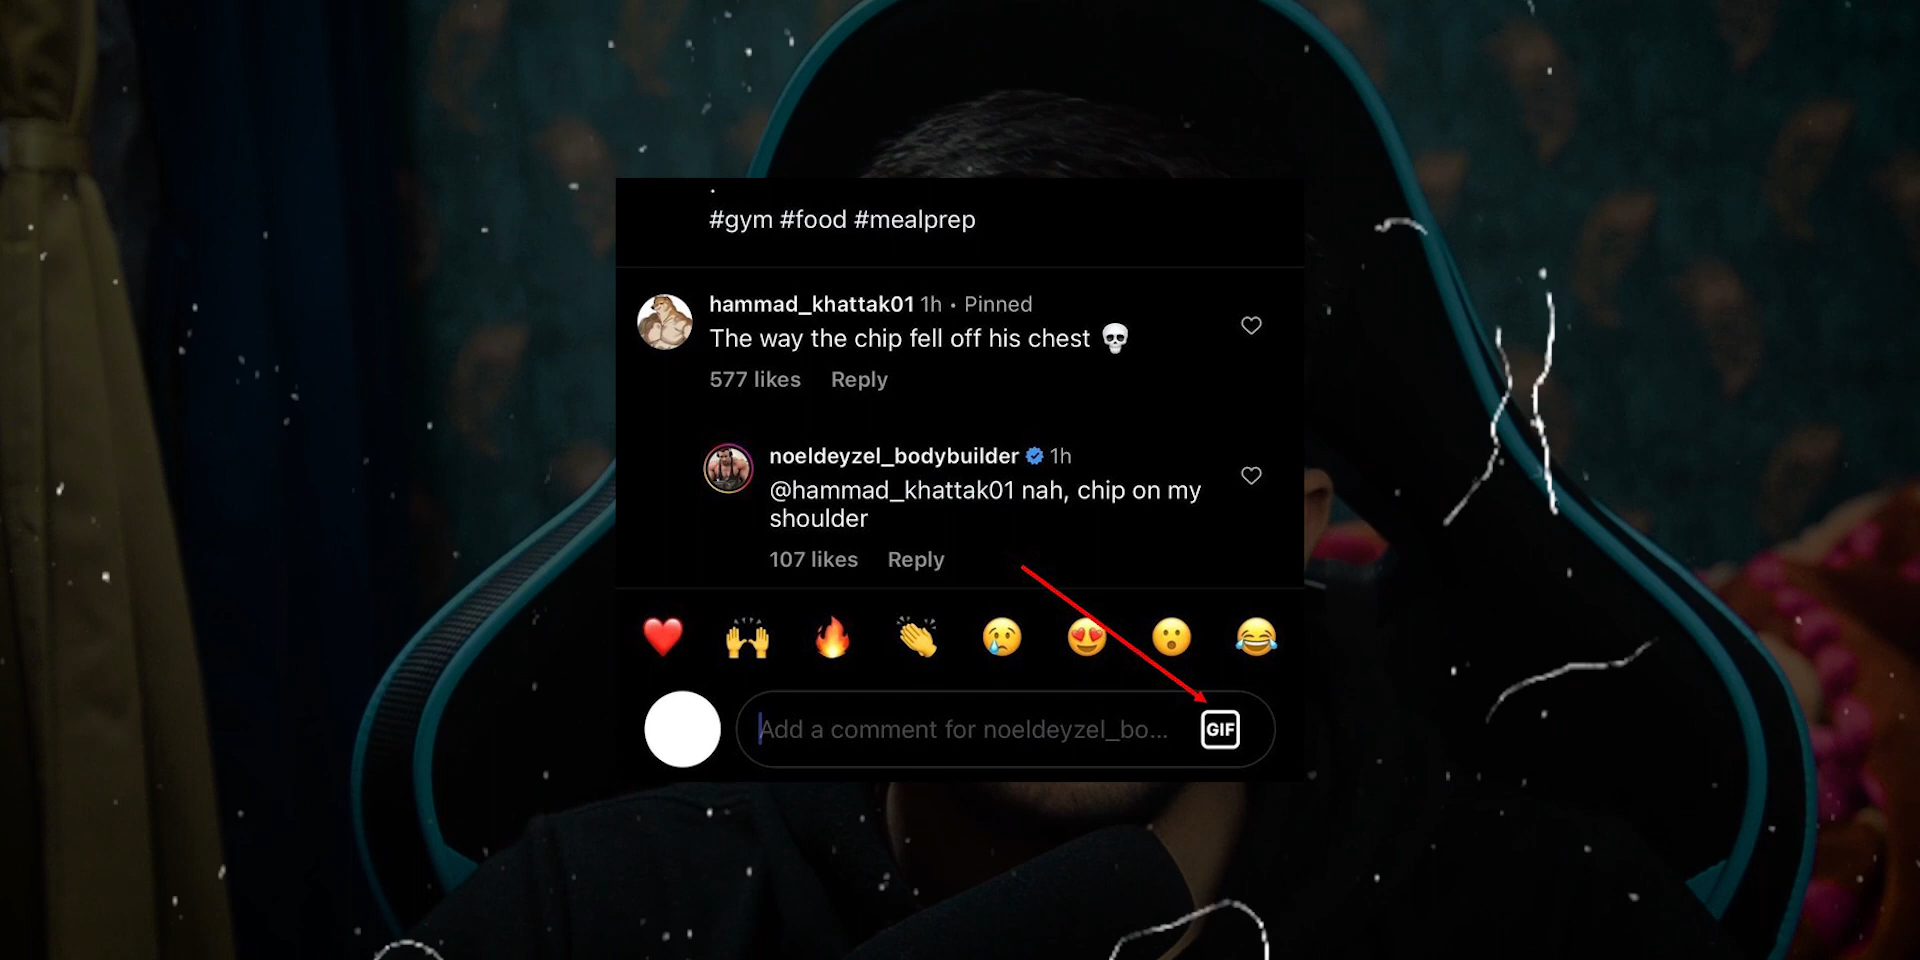 #gym #food #mealprep
hammad_khattak01 1h • Pinned
The way the chip fell off his chest 💀
577 likes Reply
noeldeyzel_bodybuilder 1h
@hammad_khattak01 nah, chip on my
shoulder
107 likes Reply
Add a comment for noeldeyzel_bo...
GIF